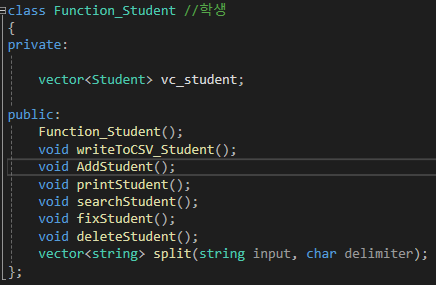 class Function_Student //학생
{
private:
vector<Student> vc_student;
public:
Function_Student();
void writeToCSV_Student();
void AddStudent();
void printStudent();
void searchStudent();
void fixStudent();
void deleteStudent();
vector<string> split(string input, char delimiter);
};